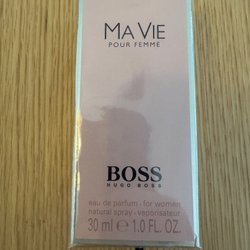 MA VIE
POUR FEMME
BOSS
HUGO BOSS
eau de parfum - for women
natural spray - vaporisateur
30 ml e 1.0 FL. OZ.